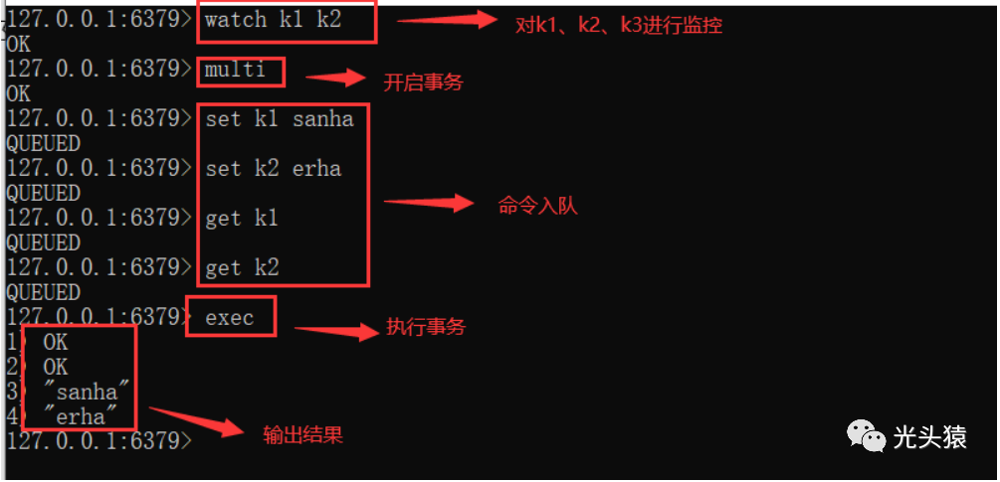 127.0.0.1:6379> watch k1 k2
对k1、k2、k3进行监控
OK
127.0.0.1:6379> multi
开启事务
OK
127.0.0.1:6379> set k1 sanha
QUEUED
127.0.0.1:6379> set k2 erha
QUEUED
命令入队
127.0.0.1:6379> get k1
QUEUED
127.0.0.1:6379> get k2
QUEUED
127.0.0.1:6379> exec
执行事务
1) OK
2) OK
3) "sanha"
4) "erha"
输出结果
127.0.0.1:6379>
光头猿